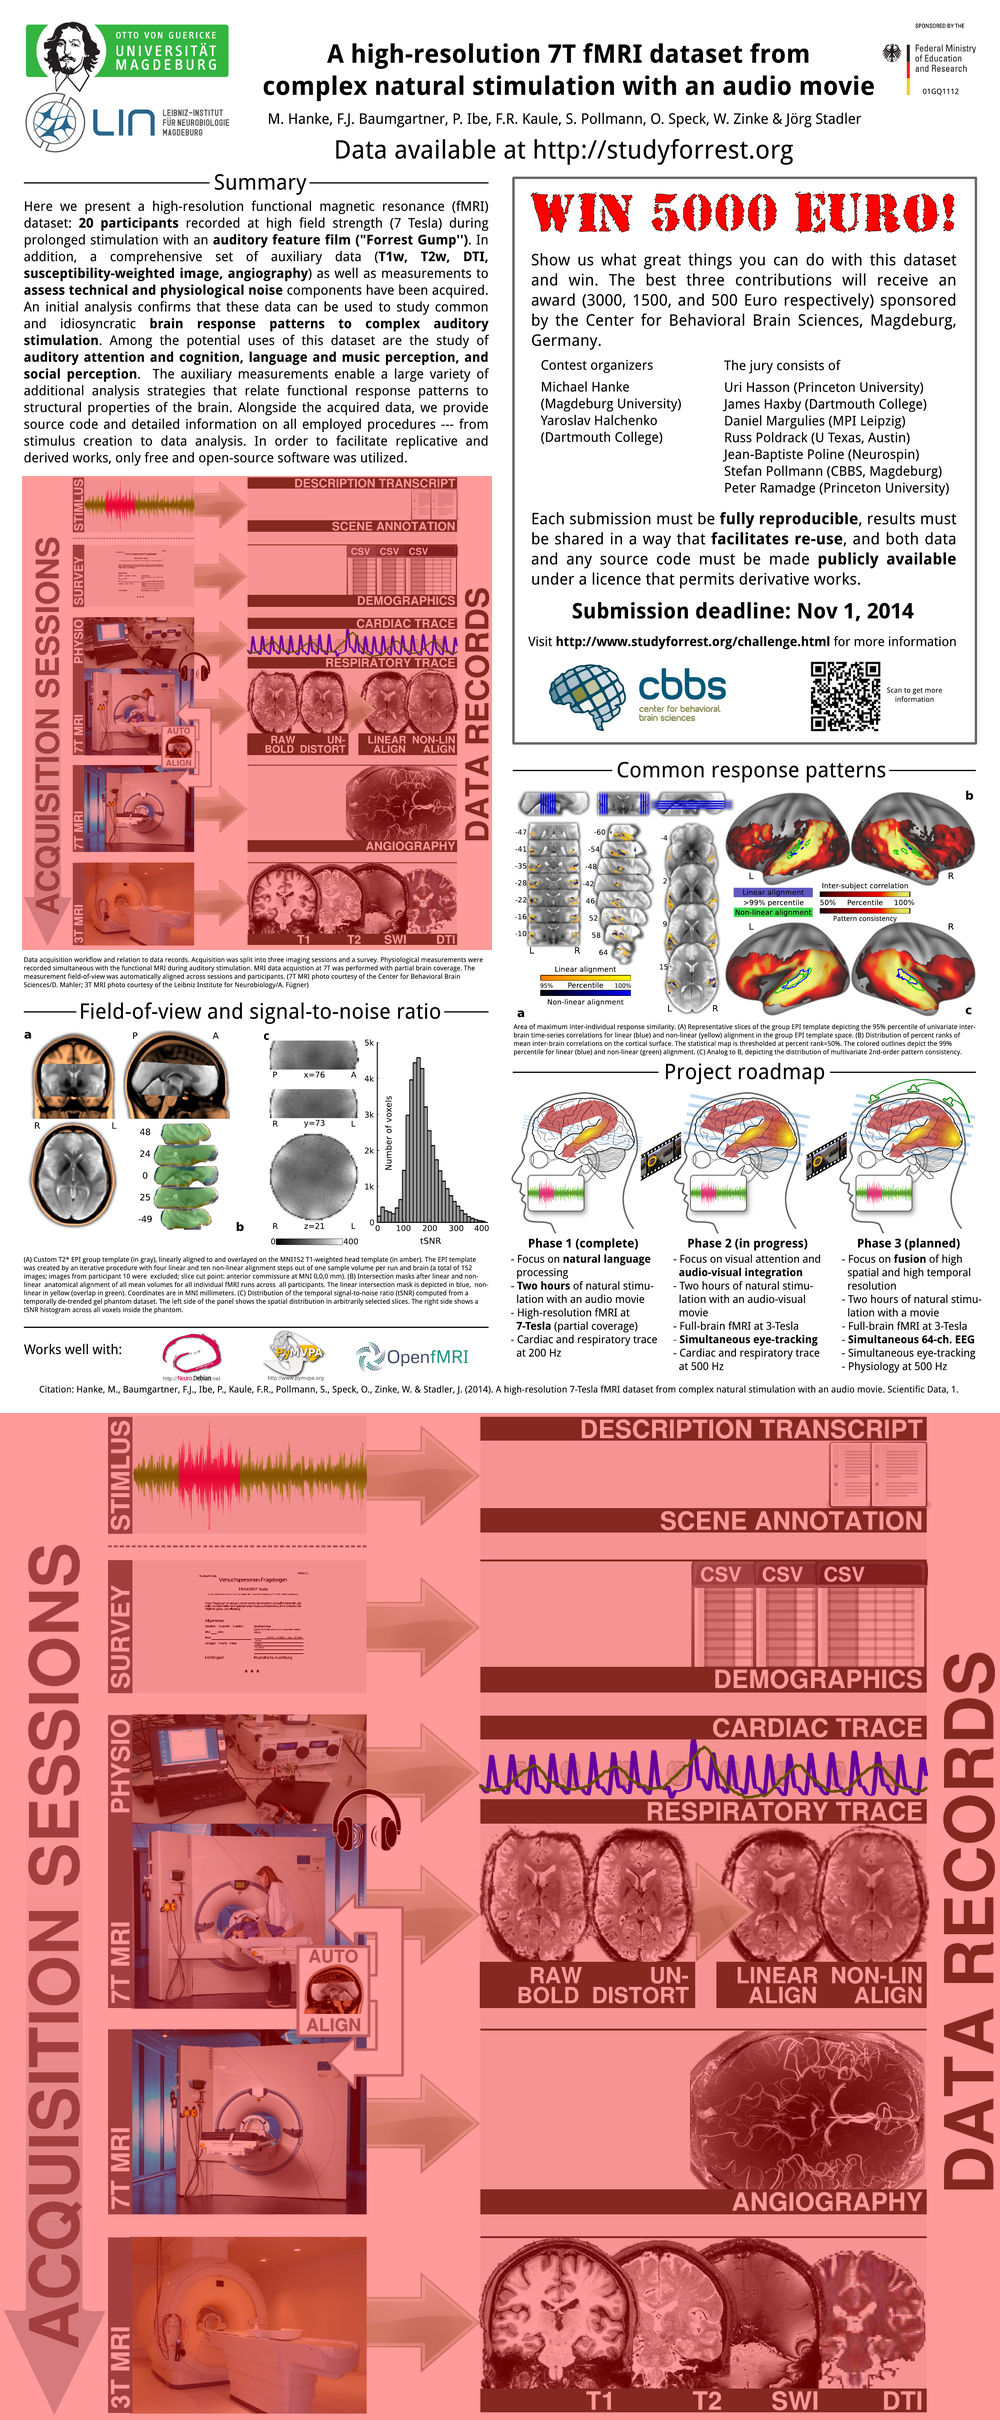 OTTO VON GUERICKE
UNIVERSITÄT
MAGDEBURG
LIN
LEIBNIZ-INSTITUT
FÜR NEUROBIOLOGIE
MAGDEBURG
A high-resolution 7T fMRI dataset from
complex natural stimulation with an audio movie
M. Hanke, F.J. Baumgartner, P. Ibe, F.R. Kaule, S. Pollmann, O. Speck, W. Zinke & Jörg Stadler
Data available at http://studyforrest.org
SPONSORED BY THE
Federal Ministry
of Education
and Research
01GQ1112
Summary
Here we present a high-resolution functional magnetic resonance (fMRI)
dataset: 20 participants recorded at high field strength (7 Tesla) during
prolonged stimulation with an auditory feature film ("Forrest Gump''). In
addition, a comprehensive set of auxiliary data (T1w, T2w, DTI,
susceptibility-weighted image, angiography) as well as measurements to
assess technical and physiological noise components have been acquired.
An initial analysis confirms that these data can be used to study common
and idiosyncratic brain response patterns to complex auditory
stimulation. Among the potential uses of this dataset are the study of
auditory attention and cognition, language and music perception, and
social perception. The auxiliary measurements enable a large variety of
additional analysis strategies that relate functional response patterns to
structural properties of the brain. Alongside the acquired data, we provide
source code and detailed information on all employed procedures --- from
stimulus creation to data analysis. In order to facilitate replicative and
derived works, only free and open-source software was utilized.
ACQUISITION SESSIONS
STIMLUS
SURVEY
PHYSIO
7T MRI
7T MRI
3T MRI
AUTO
ALIGN
DESCRIPTION TRANSCRIPT
SCENE ANNOTATION
CSV CSV CSV
DEMOGRAPHICS
CARDIAC TRACE
RESPIRATORY TRACE
RAW UN- LINEAR NON-LIN
BOLD DISTORT ALIGN ALIGN
ANGIOGRAPHY
T1 T2 SWI DTI
DATA RECORDS
Data acquisition workflow and relation to data records. Acquisition was split into three imaging sessions and a survey. Physiological measurements were
recorded simultaneous with the functional MRI during auditory stimulation. MRI data acquisition at 7T was performed with partial brain coverage. The
measurement field-of-view was automatically aligned across sessions and participants. (7T MRI photo courtesy of the Center for Behavioral Brain
Sciences/D. Mahler; 3T MRI photo courtesy of the Leibniz Institute for Neurobiology/A. Fügner)
Field-of-view and signal-to-noise ratio
a
P A
R L
48
24
0
25
-49
b
c
P x=76 A
R y=73 L
R z=21 L
0 400
5k
4k
3k
2k
1k
0
Number of voxels
0 100 200 300 400
tSNR
(A) Custom T2* EPI group template (in gray), linearly aligned to and overlayed on the MNI152 T1-weighted head template (in amber). The EPI template
was created by an iterative procedure with four linear and ten non-linear alignment steps out of one sample volume per run and brain (a total of 152
images; images from participant 10 were excluded; slice cut point: anterior commissure at MNI 0,0,0 mm). (B) Intersection masks after linear and non-
linear anatomical alignment of all mean volumes for all individual fMRI runs across all participants. The linear intersection mask is depicted in blue, non-
linear in yellow (overlap in green). Coordinates are in MNI millimeters. (C) Distribution of the temporal signal-to-noise ratio (tSNR) computed from a
temporally de-trended gel phantom dataset. The left side of the panel shows the spatial distribution in arbitrarily selected slices. The right side shows a
tSNR histogram across all voxels inside the phantom.
Works well with:
http://NeuroDebian.net
PyMVPA
http://www.pymvpa.org
OpenfMRI
WIN 5000 EURO!
Show us what great things you can do with this dataset
and win. The best three contributions will receive an
award (3000, 1500, and 500 Euro respectively) sponsored
by the Center for Behavioral Brain Sciences, Magdeburg,
Germany.
Contest organizers
Michael Hanke
(Magdeburg University)
Yaroslav Halchenko
(Dartmouth College)
The jury consists of
Uri Hasson (Princeton University)
James Haxby (Dartmouth College)
Daniel Margulies (MPI Leipzig)
Russ Poldrack (U Texas, Austin)
Jean-Baptiste Poline (Neurospin)
Stefan Pollmann (CBBS, Magdeburg)
Peter Ramadge (Princeton University)
Each submission must be fully reproducible, results must
be shared in a way that facilitates re-use, and both data
and any source code must be made publicly available
under a licence that permits derivative works.
Submission deadline: Nov 1, 2014
Visit http://www.studyforrest.org/challenge.html for more information
cbbs
center for behavioral
brain sciences
Scan to get more
information
Common response patterns
-47
-41
-35
-28
-22
-16
-10
L R
-60
-54
-48
-42
46
52
58
64
-4
2
9
15
L R
Linear alignment
95% Percentile 100%
Non-linear alignment
a
b
L R
Linear alignment
>99% percentile
Non-linear alignment
Inter-subject correlation
50% Percentile 100%
Pattern consistency
L R
c
Area of maximum inter-individual response similarity. (A) Representative slices of the group EPI template depicting the 95% percentile of univariate inter-
brain time-series correlations for linear (blue) and non-linear (yellow) alignment in the group EPI template space. (B) Distribution of percent ranks of
mean inter-brain correlations on the cortical surface. The statistical map is thresholded at percent rank>50%. The colored outlines depict the 99%
percentile for linear (blue) and non-linear (green) alignment. (C) Analog to B, depicting the distribution of multivariate 2nd-order pattern consistency.
Project roadmap
Phase 1 (complete)
- Focus on natural language
processing
- Two hours of natural stimu-
lation with an audio movie
- High-resolution fMRI at
7-Tesla (partial coverage)
- Cardiac and respiratory trace
at 200 Hz
Phase 2 (in progress)
- Focus on visual attention and
audio-visual integration
- Two hours of natural stimu-
lation with an audio-visual
movie
- Full-brain fMRI at 3-Tesla
- Simultaneous eye-tracking
- Cardiac and respiratory trace
at 500 Hz
Phase 3 (planned)
- Focus on fusion of high
spatial and high temporal
resolution
- Two hours of natural stimu-
lation with a movie
- Full-brain fMRI at 3-Tesla
- Simultaneous 64-ch. EEG
- Simultaneous eye-tracking
- Physiology at 500 Hz
Citation: Hanke, M., Baumgartner, F.J., Ibe, P., Kaule, F.R., Pollmann, S., Speck, O., Zinke, W. & Stadler, J. (2014). A high-resolution 7-Tesla fMRI dataset from complex natural stimulation with an audio movie. Scientific Data, 1.
ACQUISITION SESSIONS
STIMLUS
SURVEY
Versuchspersonen-Fragebogen
PHYSIO
7T MRI
AUTO
ALIGN
7T MRI
3T MRI
DESCRIPTION TRANSCRIPT
SCENE ANNOTATION
CSV CSV CSV
DEMOGRAPHICS
CARDIAC TRACE
RESPIRATORY TRACE
RAW UN- LINEAR NON-LIN
BOLD DISTORT ALIGN ALIGN
ANGIOGRAPHY
T1 T2 SWI DTI
DATA RECORDS